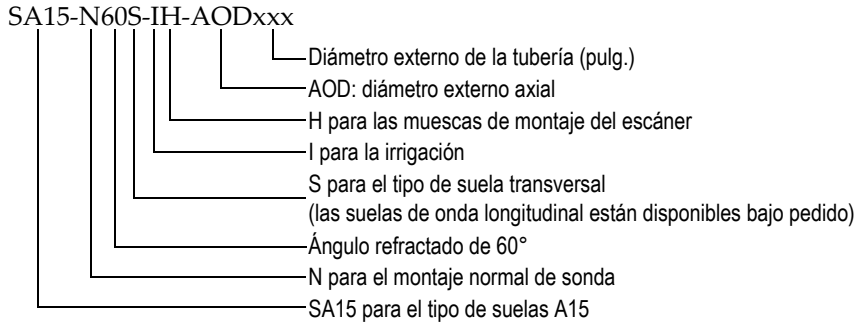 SA15-N60S-IH-AODxxx
Diámetro externo de la tubería (pulg.)
AOD: diámetro externo axial
H para las muescas de montaje del escáner
I para la irrigación
S para el tipo de suela transversal
(las suelas de onda longitudinal están disponibles bajo pedido)
Ángulo refractado de 60°
N para el montaje normal de sonda
SA15 para el tipo de suelas A15